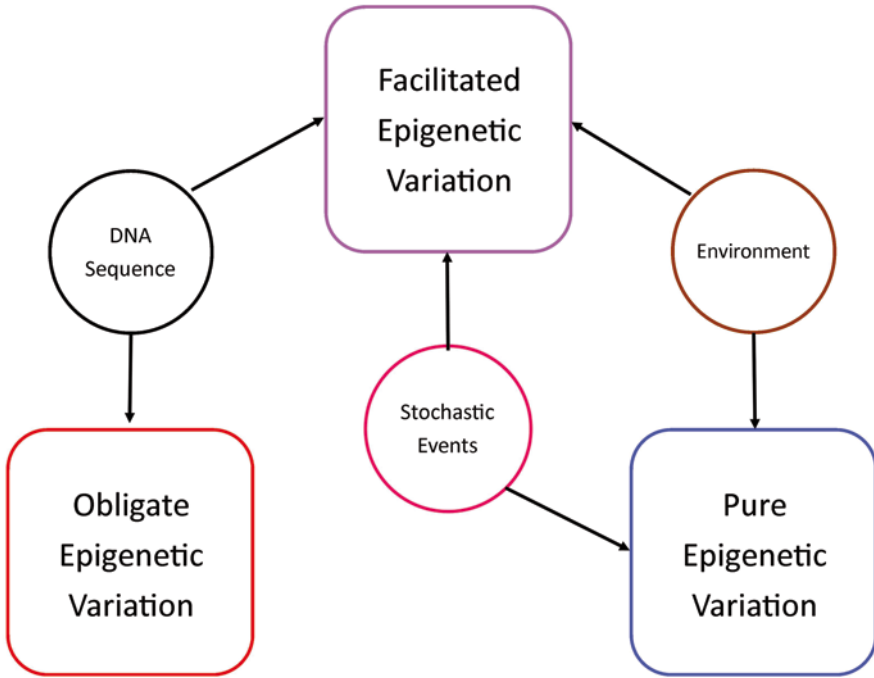 Facilitated
Epigenetic
Variation
DNA
Sequence
Environment
Stochastic
Events
Obligate
Epigenetic
Variation
Pure
Epigenetic
Variation